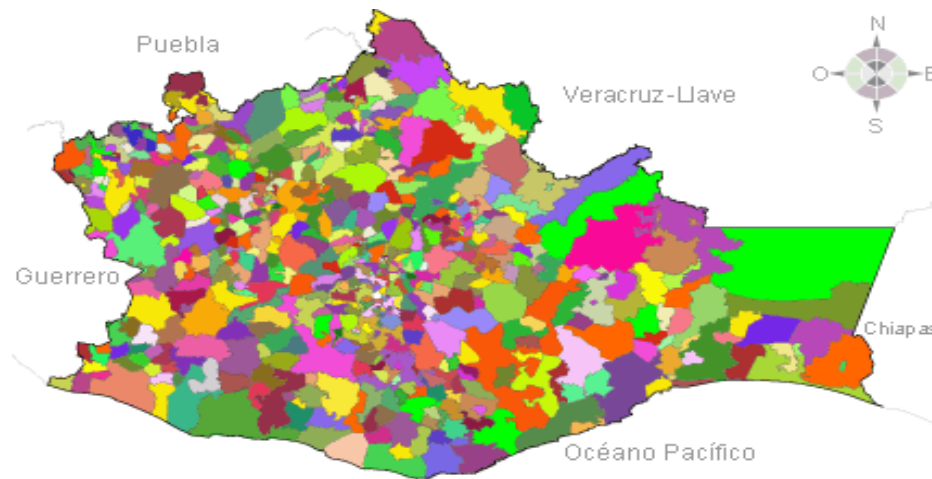 Puebla
N
Veracruz-Llave
O
E
S
Guerrero
Chiapas
Océano Pacífico